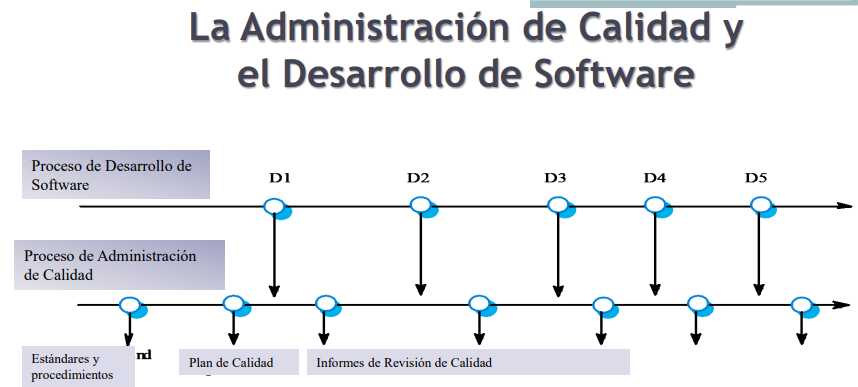 La Administración de Calidad y
el Desarrollo de Software
Proceso de Desarrollo de
Software
D1 D2 D3 D4 D5
Proceso de Administración
de Calidad
Estándares y
procedimientos
nd
Plan de Calidad
Informes de Revisión de Calidad